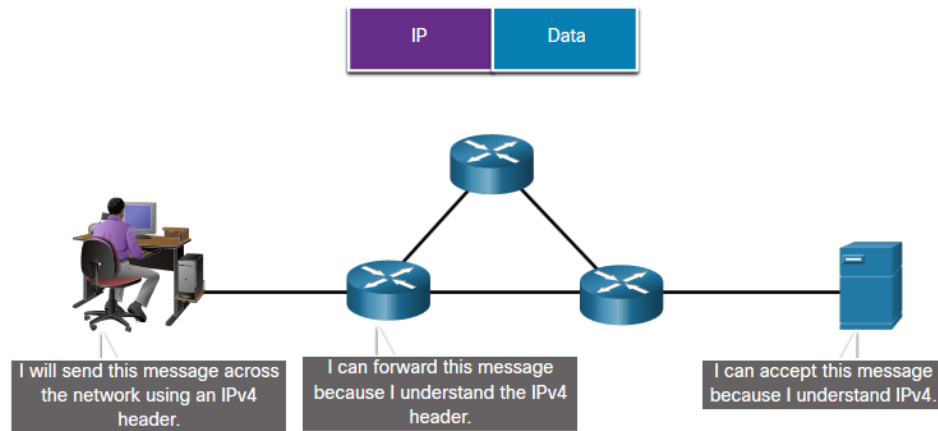 IP
Data
I will send this message across
the network using an IPv4
header.
I can forward this message
because I understand the IPv4
header.
I can accept this message
because I understand IPv4.